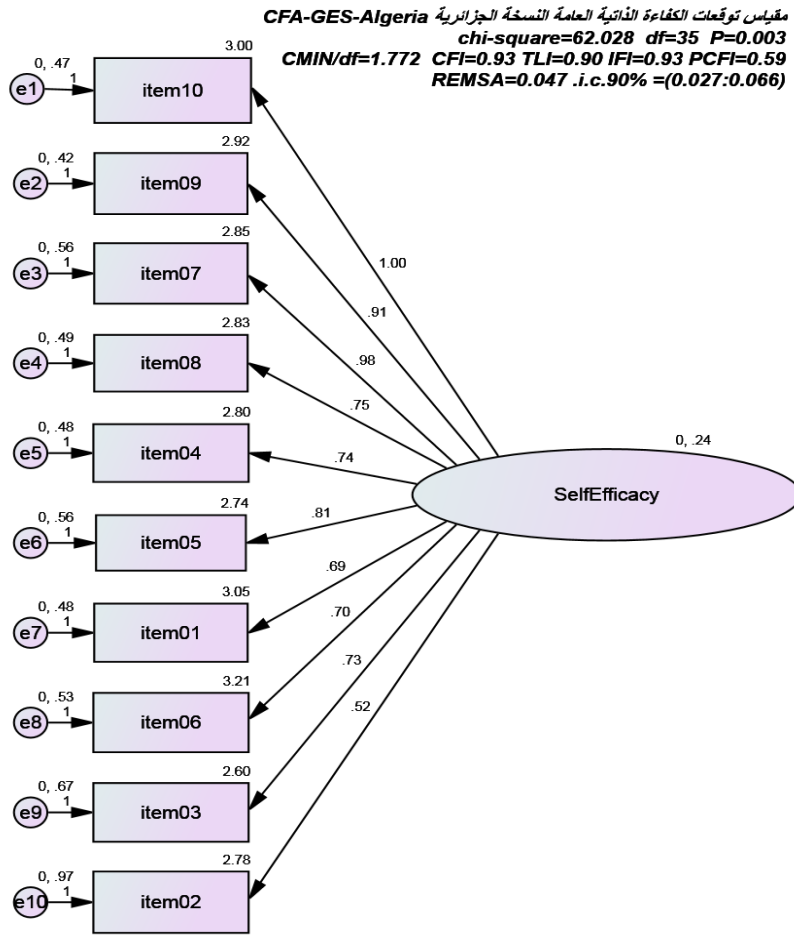 مقياس توقعات الكفاءة الذاتية العامة النسخة الجزائرية CFA-GES-Algeria
chi-square=62.028 df=35 P=0.003
CMIN/df=1.772 CFI=0.93 TLI=0.90 IFI=0.93 PCFI=0.59
REMSA=0.047 .i.c.90% =(0.027:0.066)
3.00
0, .47
e1
1
item10
2.92
0, .42
e2
1
item09
2.85
0, .56
e3
1
item07
2.83
0, .49
e4
1
item08
2.80
0, .48
e5
1
item04
2.74
0, .56
e6
1
item05
3.05
0, .48
e7
1
item01
3.21
0, .53
e8
1
item06
2.60
0, .67
e9
1
item03
2.78
0, .97
e10
1
item02
1.00
.91
.98
.75
.74
.81
.69
.70
.73
.52
0, .24
SelfEfficacy